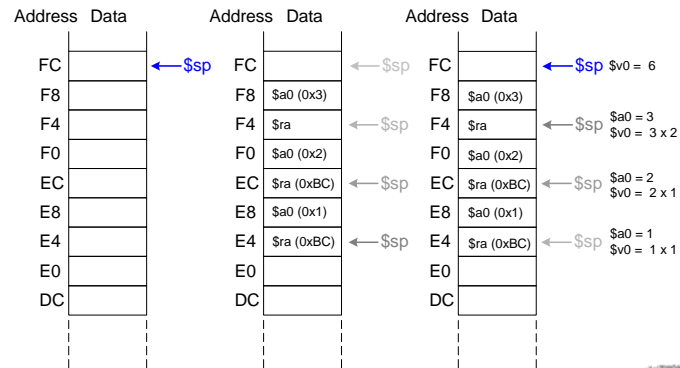 Address Data Address Data Address Data
FC $sp FC $sp FC $sp $v0 = 6
F8 F8 $a0 (0x3) F8 $a0 (0x3)
F4 F4 $ra $sp F4 $ra $sp $a0 = 3
$v0 = 3 x 2
F0 F0 $a0 (0x2) F0 $a0 (0x2)
EC EC $ra (0xBC) $sp EC $ra (0xBC) $sp $a0 = 2
$v0 = 2 x 1
E8 E8 $a0 (0x1) E8 $a0 (0x1)
E4 E4 $ra (0xBC) $sp E4 $ra (0xBC) $sp $a0 = 1
$v0 = 1 x 1
E0 E0 E0
DC DC DC